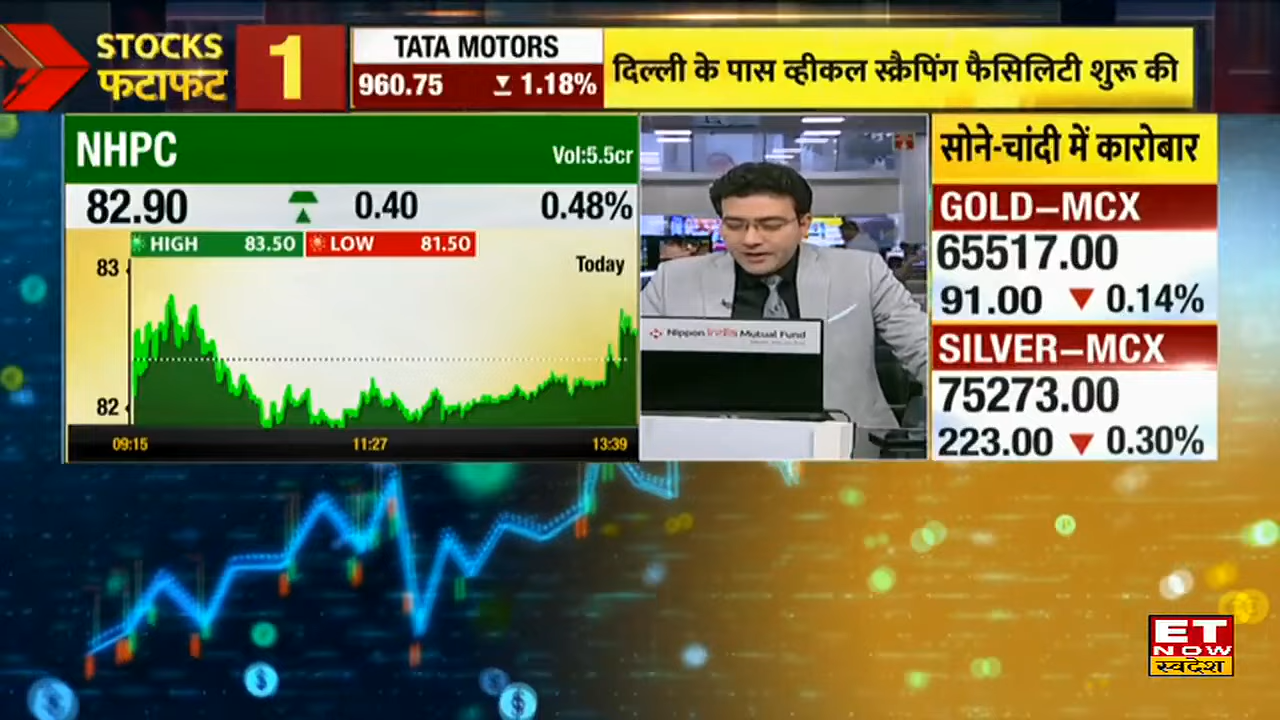 STOCKS
फटाफट
1
TATA MOTORS
960.75 1.18%
दिल्ली के पास व्हीकल स्क्रैपिंग फैसिलिटी शुरू की
NHPC
Vol:5.5cr
82.90 0.40 0.48%
HIGH 83.50 LOW 81.50
Today
83
82
09:15 11:27 13:39
Nippon India Mutual Fund
सोने-चांदी में कारोबार
GOLD–MCX
65517.00
91.00 0.14%
SILVER–MCX
75273.00
223.00 0.30%
ET
NOW
स्वदेश